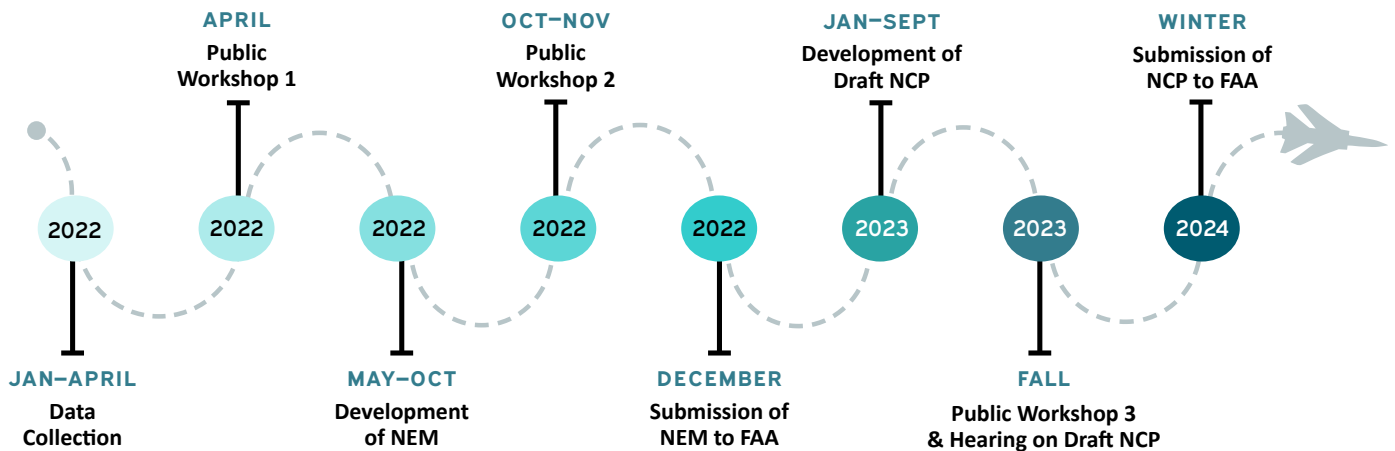 APRIL
Public
Workshop 1
OCT–NOV
Public
Workshop 2
JAN–SEPT
Development of
Draft NCP
WINTER
Submission of
NCP to FAA
2022
2022
2022
2022
2022
2023
2023
2024
JAN–APRIL
Data
Collection
MAY–OCT
Development
of NEM
DECEMBER
Submission of
NEM to FAA
FALL
Public Workshop 3
& Hearing on Draft NCP